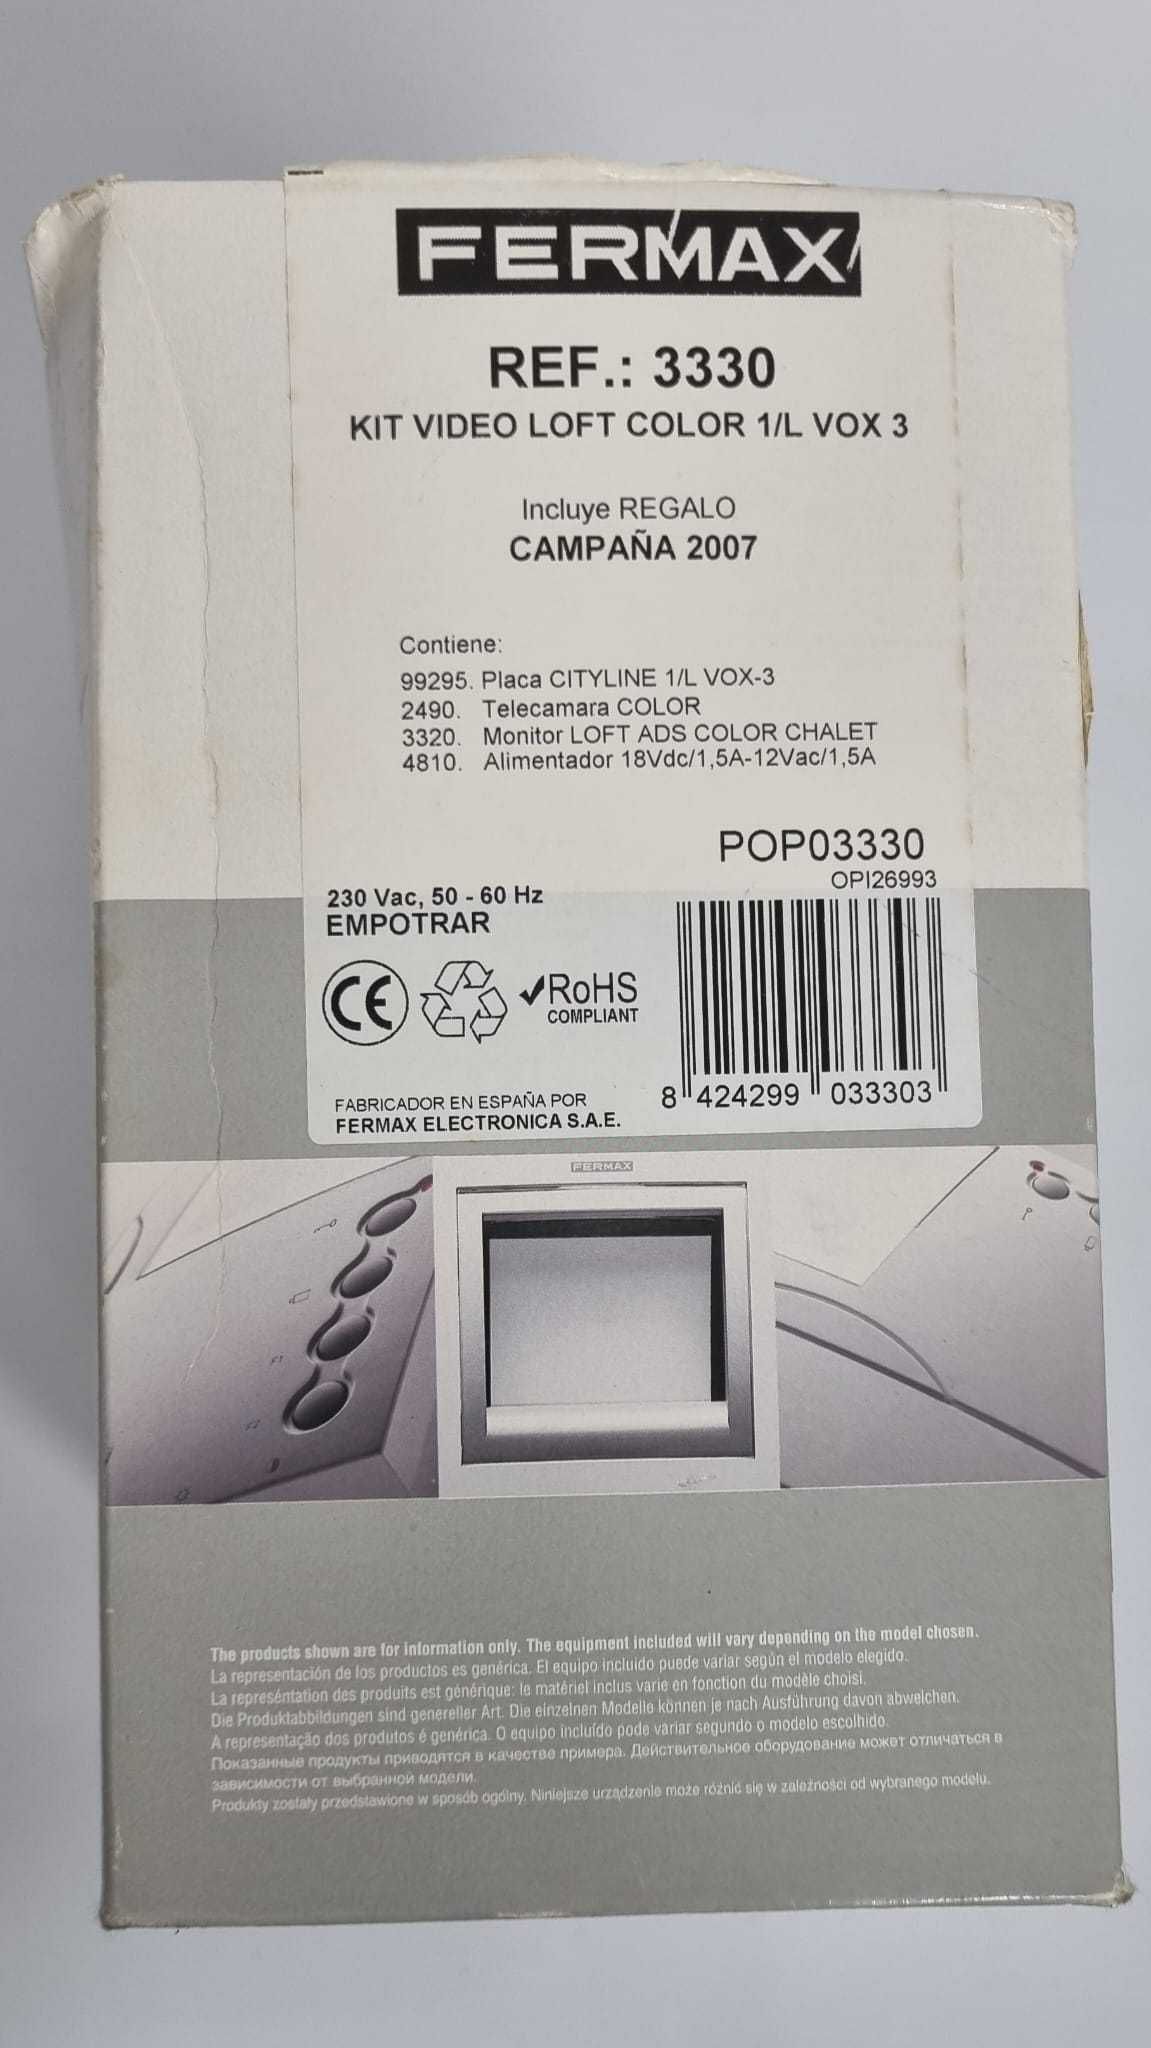 FERMAX
REF.: 3330
KIT VIDEO LOFT COLOR 1/L VOX 3
Incluye REGALO
CAMPAÑA 2007
Contiene:
99295. Placa CITYLINE 1/L VOX-3
2490. Telecamara COLOR
3320. Monitor LOFT ADS COLOR CHALET
4810. Alimentador 18Vdc/1,5A-12Vac/1,5A
POP03330
OPI26993
230 Vac, 50 - 60 Hz
EMPOTRAR
CE
RoHS
COMPLIANT
8 424299 033303
FABRICADOR EN ESPAÑA POR
FERMAX ELECTRONICA S.A.E.
FERMAX
F1
F2
The products shown are for information only. The equipment included will vary depending on the model chosen.
La representación de los productos es genérica. El equipo incluido puede variar según el modelo elegido.
La représéntation des produits est générique: le matériel inclus varie en fonction du modèle choisi.
Die Produktabbildungen sind genereller Art. Die einzelnen Modelle können je nach Ausführung davon abweichen.
A representação dos produtos é genérica. O equipo incluído pode variar segundo o modelo escolhido.
Показанные продукты приводятся в качестве примера. Действительное оборудование может отличаться в
зависимости от выбранной модели.
Produkty zostały przedstawione w sposób ogólny. Niniejsze urządzenie może różnić się w zależności od wybranego modelu.